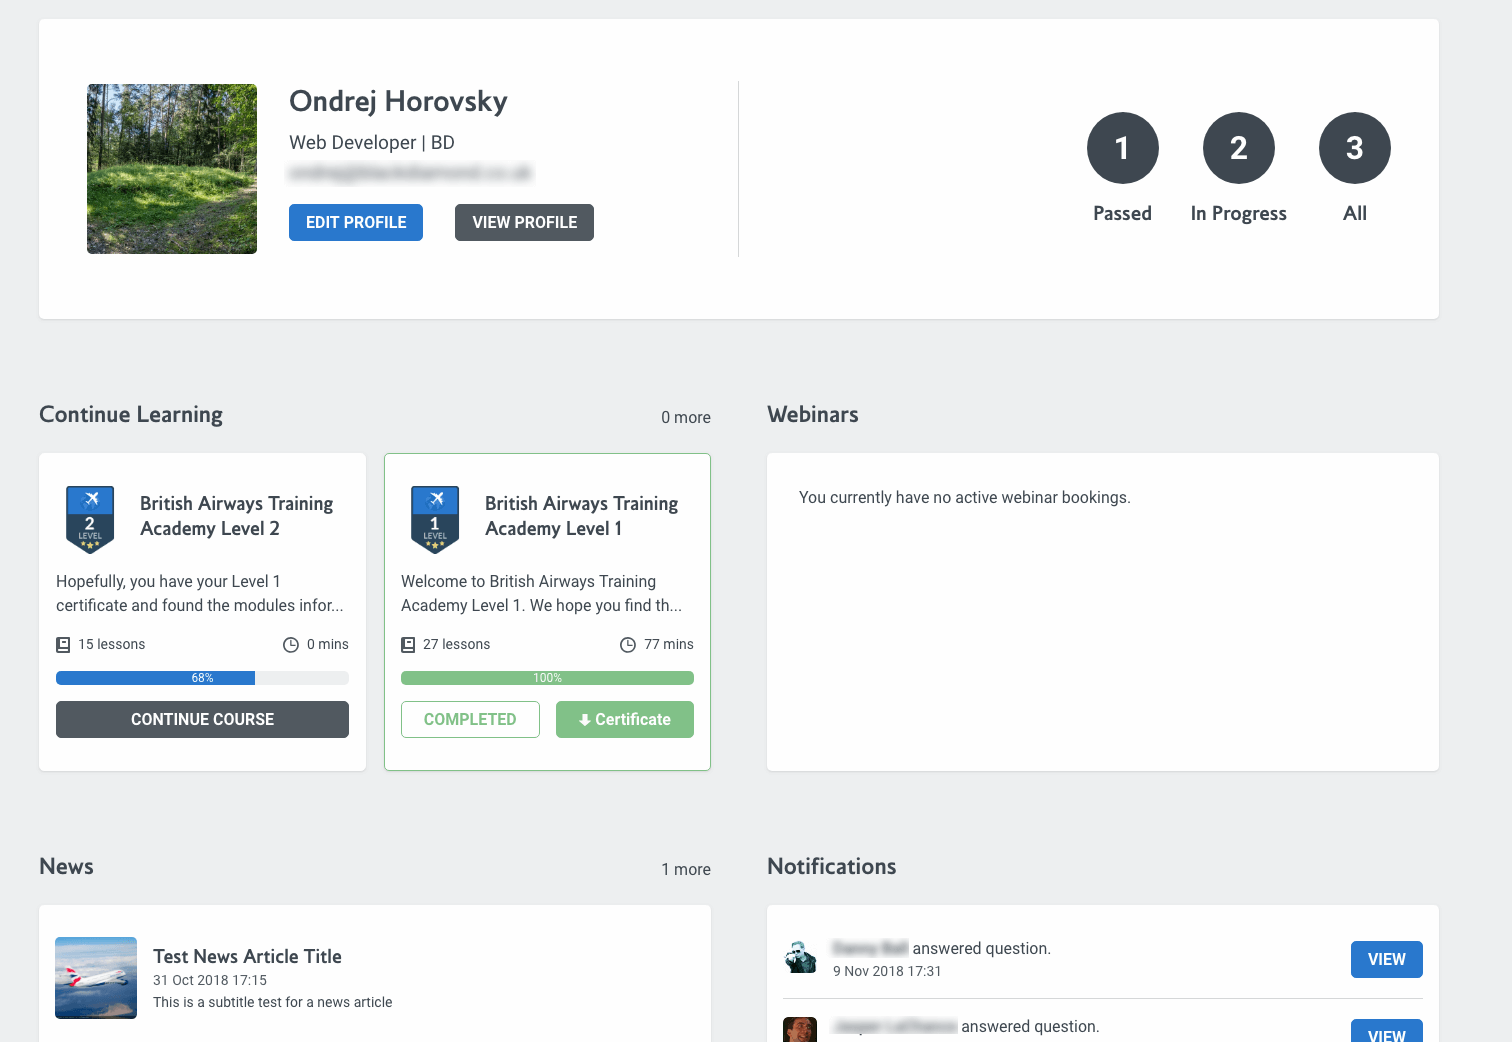 Ondrej Horovsky
Web Developer | BD
EDIT PROFILE
VIEW PROFILE
1
Passed
2
In Progress
3
All
Continue Learning
0 more
2
LEVEL
British Airways Training
Academy Level 2
Hopefully, you have your Level 1
certificate and found the modules infor...
15 lessons
0 mins
68%
CONTINUE COURSE
1
LEVEL
British Airways Training
Academy Level 1
Welcome to British Airways Training
Academy Level 1. We hope you find th...
27 lessons
77 mins
100%
COMPLETED
Certificate
Webinars
You currently have no active webinar bookings.
News
1 more
Test News Article Title
31 Oct 2018 17:15
This is a subtitle test for a news article
Notifications
answered question.
9 Nov 2018 17:31
VIEW
answered question.
VIEW